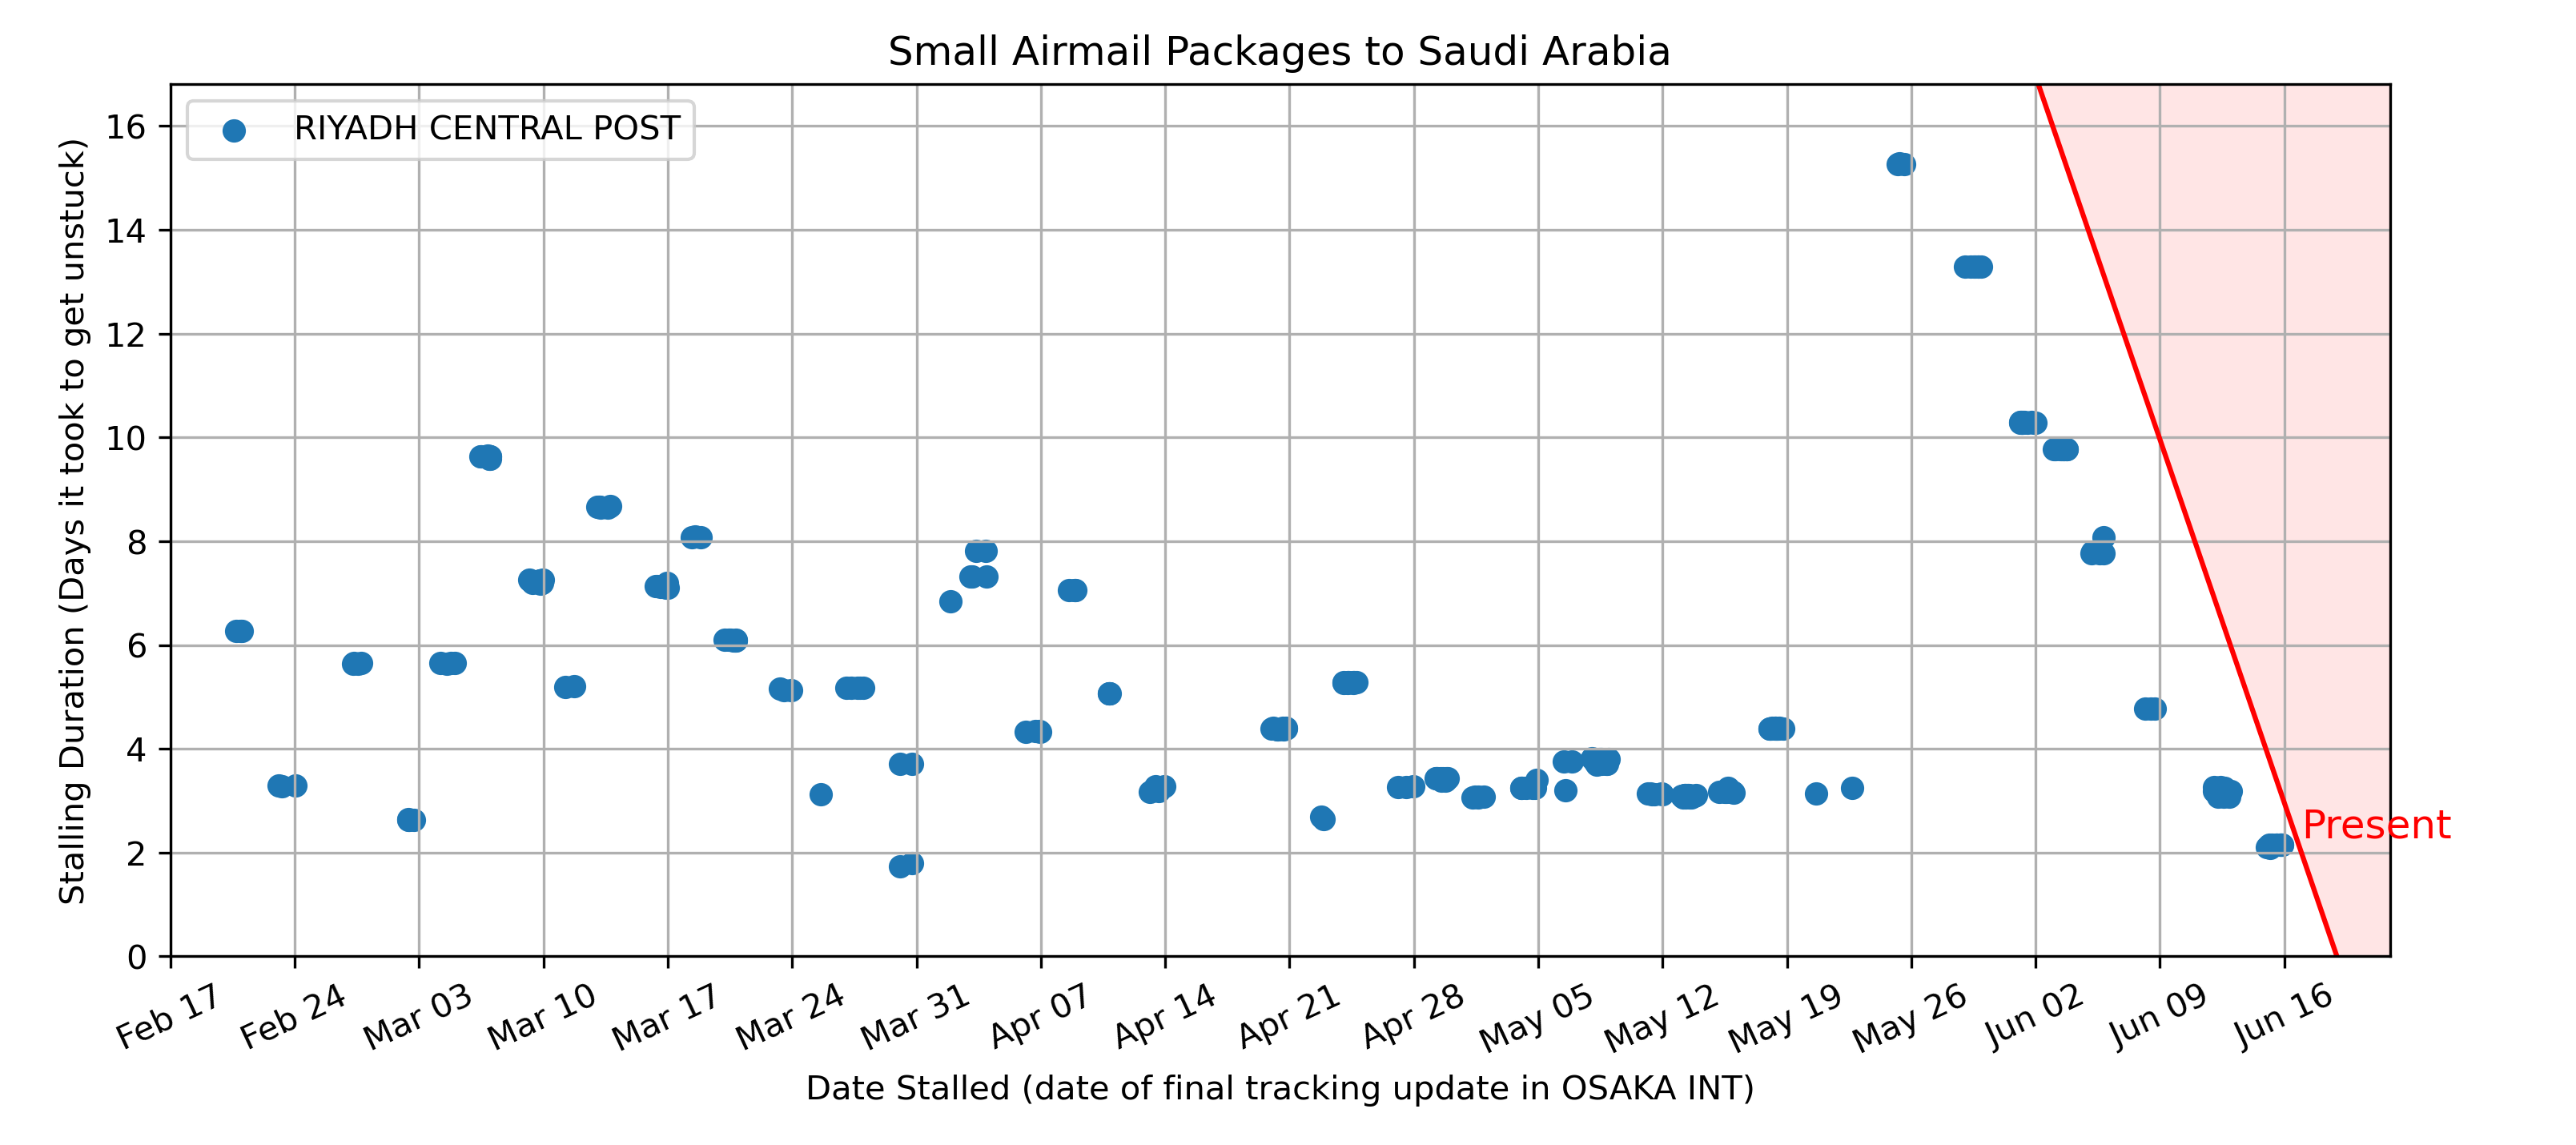 Small Airmail Packages to Saudi Arabia
RIYADH CENTRAL POST
Stalling Duration (Days it took to get unstuck)
16
14
12
10
8
6
4
2
0
Present
Feb 17
Feb 24
Mar 03
Mar 10
Mar 17
Mar 24
Mar 31
Apr 07
Apr 14
Apr 21
Apr 28
May 05
May 12
May 19
May 26
Jun 02
Jun 09
Jun 16
Date Stalled (date of final tracking update in OSAKA INT)